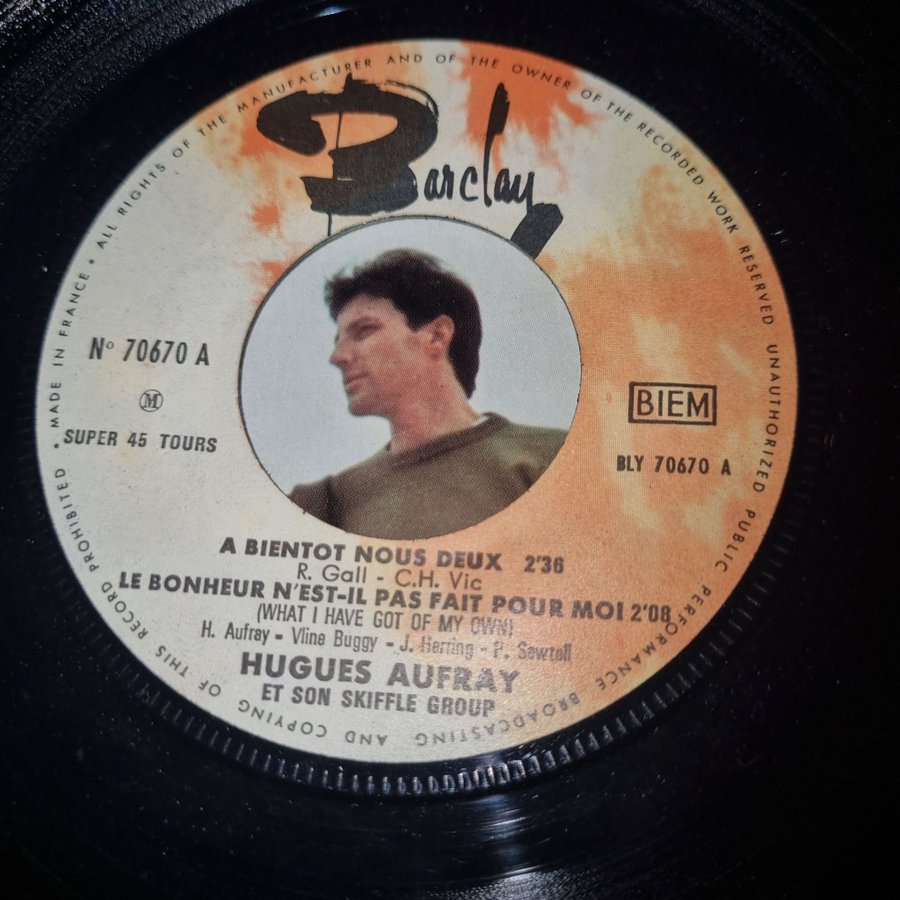 Barclay
MADE IN FRANCE • ALL RIGHTS OF THE MANUFACTURER AND OF THE OWNER OF THE RECORDED WORK RESERVED UNAUTHORIZED PUBLIC PERFORMANCE BROADCASTING AND COPYING OF THIS RECORD PROHIBITED •
N° 70670 A
M
SUPER 45 TOURS
BIEM
BLY 70670 A
A BIENTOT NOUS DEUX 2'36
R. Gall - C.H. Vic
LE BONHEUR N'EST-IL PAS FAIT POUR MOI 2'08
(WHAT I HAVE GOT OF MY OWN)
H. Aufray - Vline Buggy - J. Herring - P. Sawtell
HUGUES AUFRAY
ET SON SKIFFLE GROUP